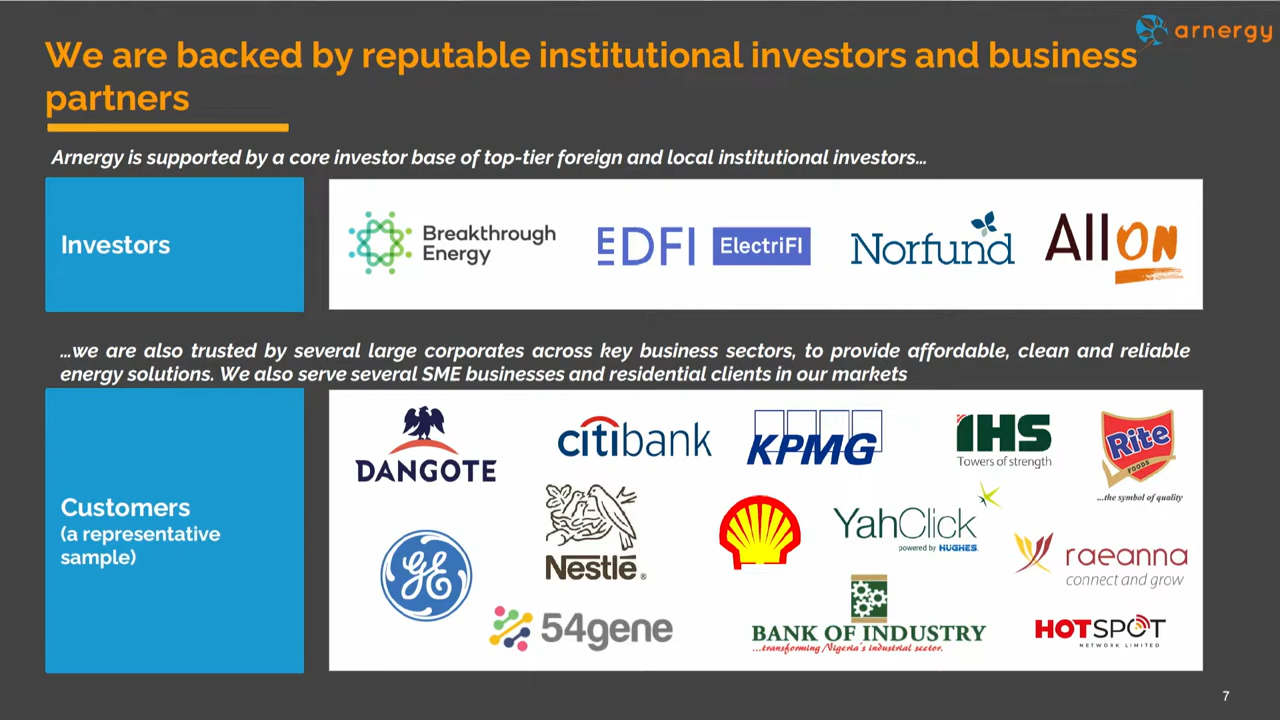 arnergy
We are backed by reputable institutional investors and business
partners
Arnergy is supported by a core investor base of top-tier foreign and local institutional investors…
Investors
Breakthrough
Energy
EDFI ElectriFI
Norfund
All ON
…we are also trusted by several large corporates across key business sectors, to provide affordable, clean and reliable
energy solutions. We also serve several SME businesses and residential clients in our markets
Customers
(a representative
sample)
DANGOTE
citibank
KPMG
IHS
Towers of strength
Rite
FOODS
...the symbol of quality
GE
Nestlé®
YahClick
powered by HUGHES.
raeanna
connect and grow
54gene
BANK OF INDUSTRY
...transforming Nigeria's industrial sector.
HOTSPOT
NETWORK LIMITED
7